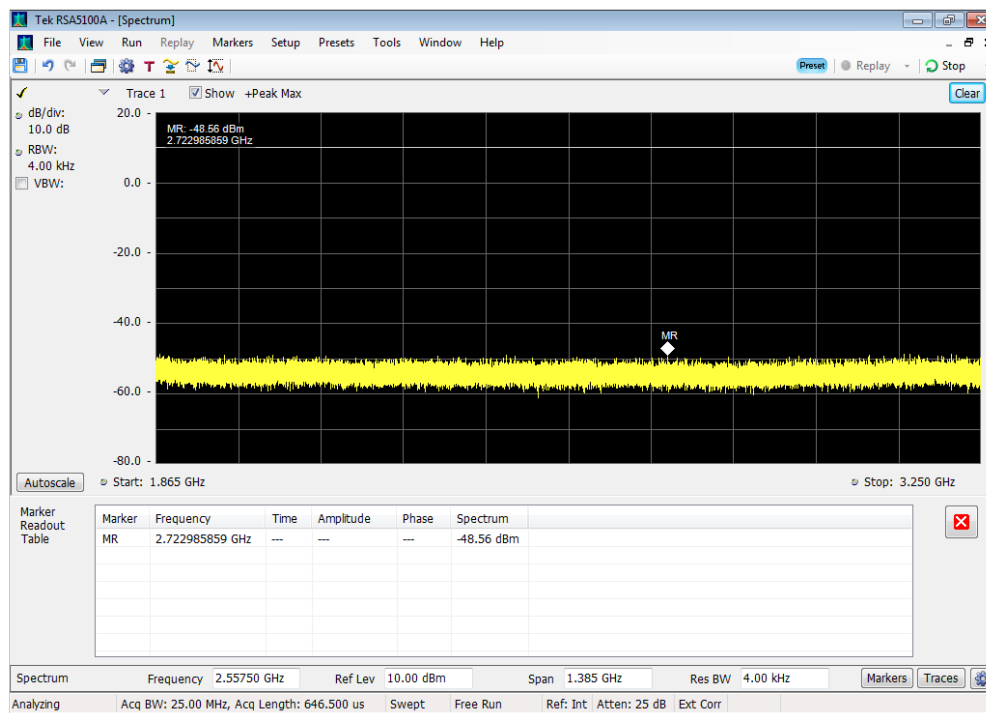 Tek RSA5100A - [Spectrum]
File View Run Replay Markers Setup Presets Tools Window Help
T Preset Replay Stop
Trace 1 Show +Peak Max Clear
dB/div:
10.0 dB
RBW:
4.00 kHz
VBW:
20.0 -
0.0 -
-20.0 -
-40.0 -
-60.0 -
-80.0 -
MR: -48.56 dBm
2.722985859 GHz
MR
Autoscale Start: 1.865 GHz Stop: 3.250 GHz
Marker
Readout
Table
Marker Frequency Time Amplitude Phase Spectrum
MR 2.722985859 GHz --- --- --- -48.56 dBm
Spectrum Frequency 2.55750 GHz Ref Lev 10.00 dBm Span 1.385 GHz Res BW 4.00 kHz Markers Traces
Analyzing Acq BW: 25.00 MHz, Acq Length: 646.500 us Swept Free Run Ref: Int Atten: 25 dB Ext Corr